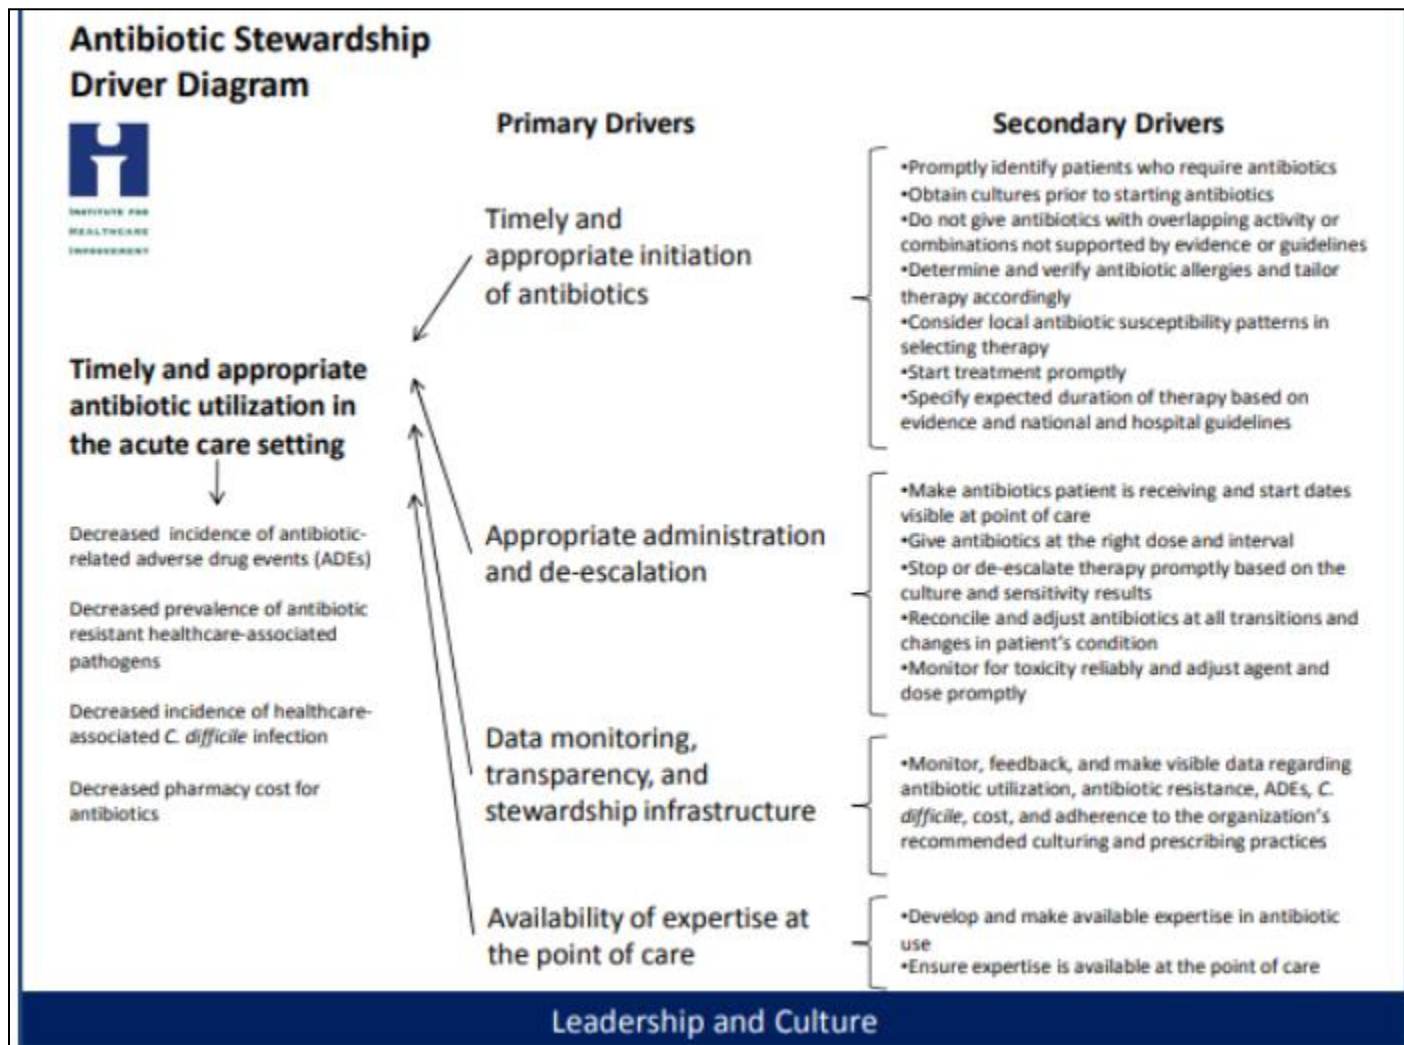 Antibiotic Stewardship
Driver Diagram
INSTITUTE FOR
HEALTHCARE
IMPROVEMENT
Timely and appropriate
antibiotic utilization in
the acute care setting
Decreased incidence of antibiotic-
related adverse drug events (ADEs)
Decreased prevalence of antibiotic
resistant healthcare-associated
pathogens
Decreased incidence of healthcare-
associated C. difficile infection
Decreased pharmacy cost for
antibiotics
Primary Drivers
Timely and
appropriate initiation
of antibiotics
Appropriate administration
and de-escalation
Data monitoring,
transparency, and
stewardship infrastructure
Availability of expertise at
the point of care
Secondary Drivers
•Promptly identify patients who require antibiotics
•Obtain cultures prior to starting antibiotics
•Do not give antibiotics with overlapping activity or
combinations not supported by evidence or guidelines
•Determine and verify antibiotic allergies and tailor
therapy accordingly
•Consider local antibiotic susceptibility patterns in
selecting therapy
•Start treatment promptly
•Specify expected duration of therapy based on
evidence and national and hospital guidelines
•Make antibiotics patient is receiving and start dates
visible at point of care
•Give antibiotics at the right dose and interval
•Stop or de-escalate therapy promptly based on the
culture and sensitivity results
•Reconcile and adjust antibiotics at all transitions and
changes in patient's condition
•Monitor for toxicity reliably and adjust agent and
dose promptly
•Monitor, feedback, and make visible data regarding
antibiotic utilization, antibiotic resistance, ADEs, C.
difficile, cost, and adherence to the organization's
recommended culturing and prescribing practices
•Develop and make available expertise in antibiotic
use
•Ensure expertise is available at the point of care
Leadership and Culture